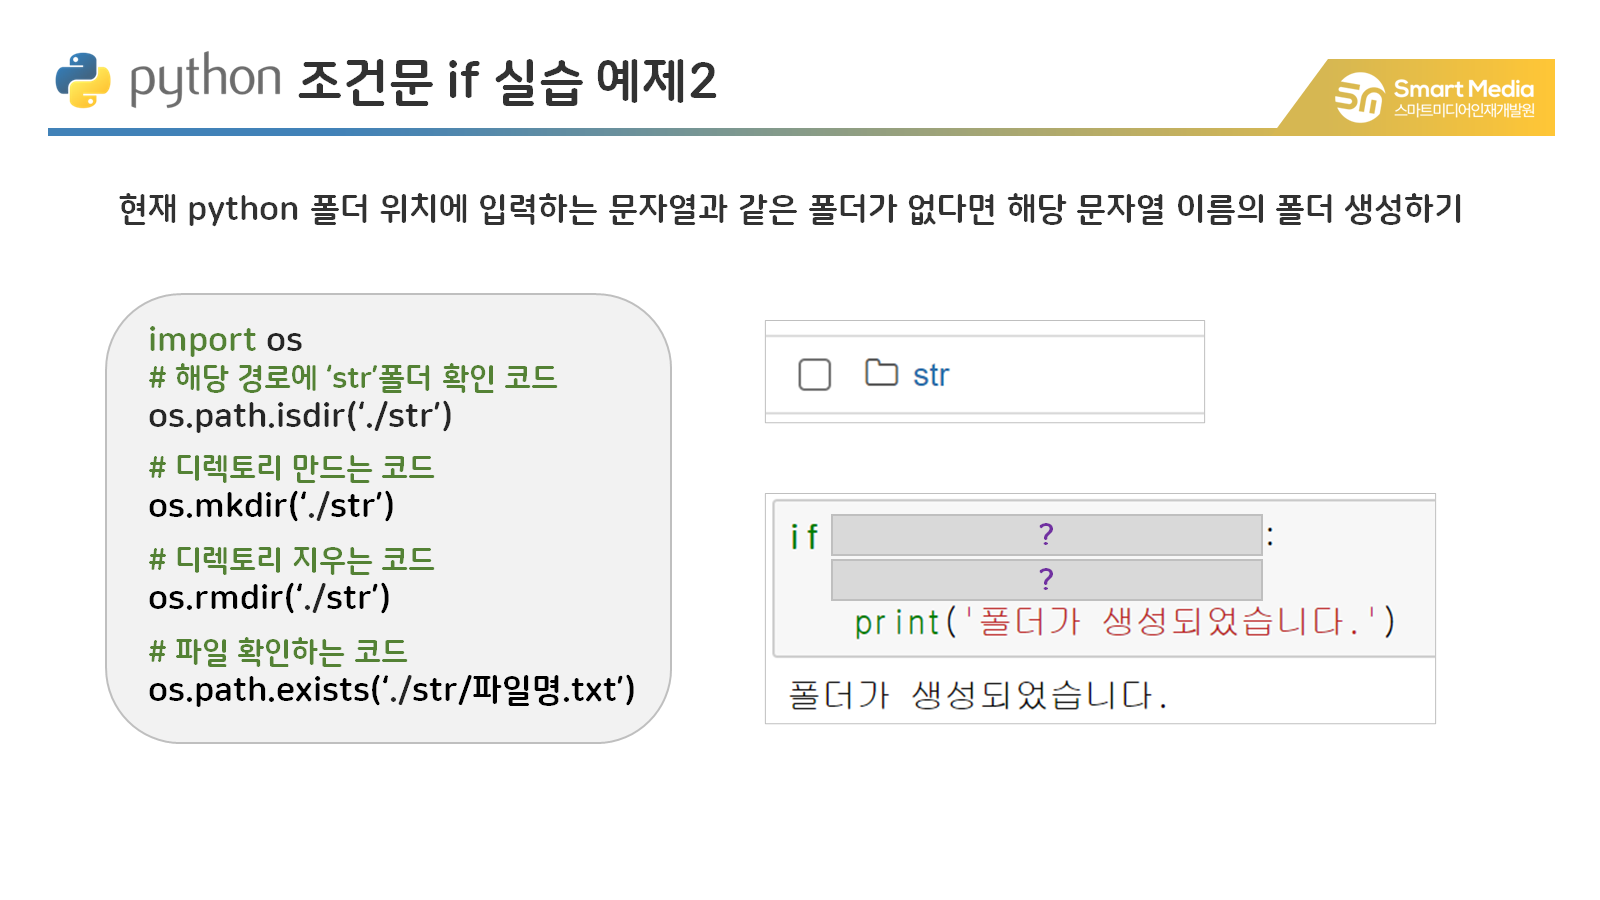 python 조건문 if 실습 예제2
Smart Media
스마트미디어인재개발원
현재 python 폴더 위치에 입력하는 문자열과 같은 폴더가 없다면 해당 문자열 이름의 폴더 생성하기
import os
# 해당 경로에 ‘str’폴더 확인 코드
os.path.isdir(‘./str’)
# 디렉토리 만드는 코드
os.mkdir(‘./str’)
# 디렉토리 지우는 코드
os.rmdir(‘./str’)
# 파일 확인하는 코드
os.path.exists(‘./str/파일명.txt’)
str
if ? :
?
print('폴더가 생성되었습니다.')
폴더가 생성되었습니다.